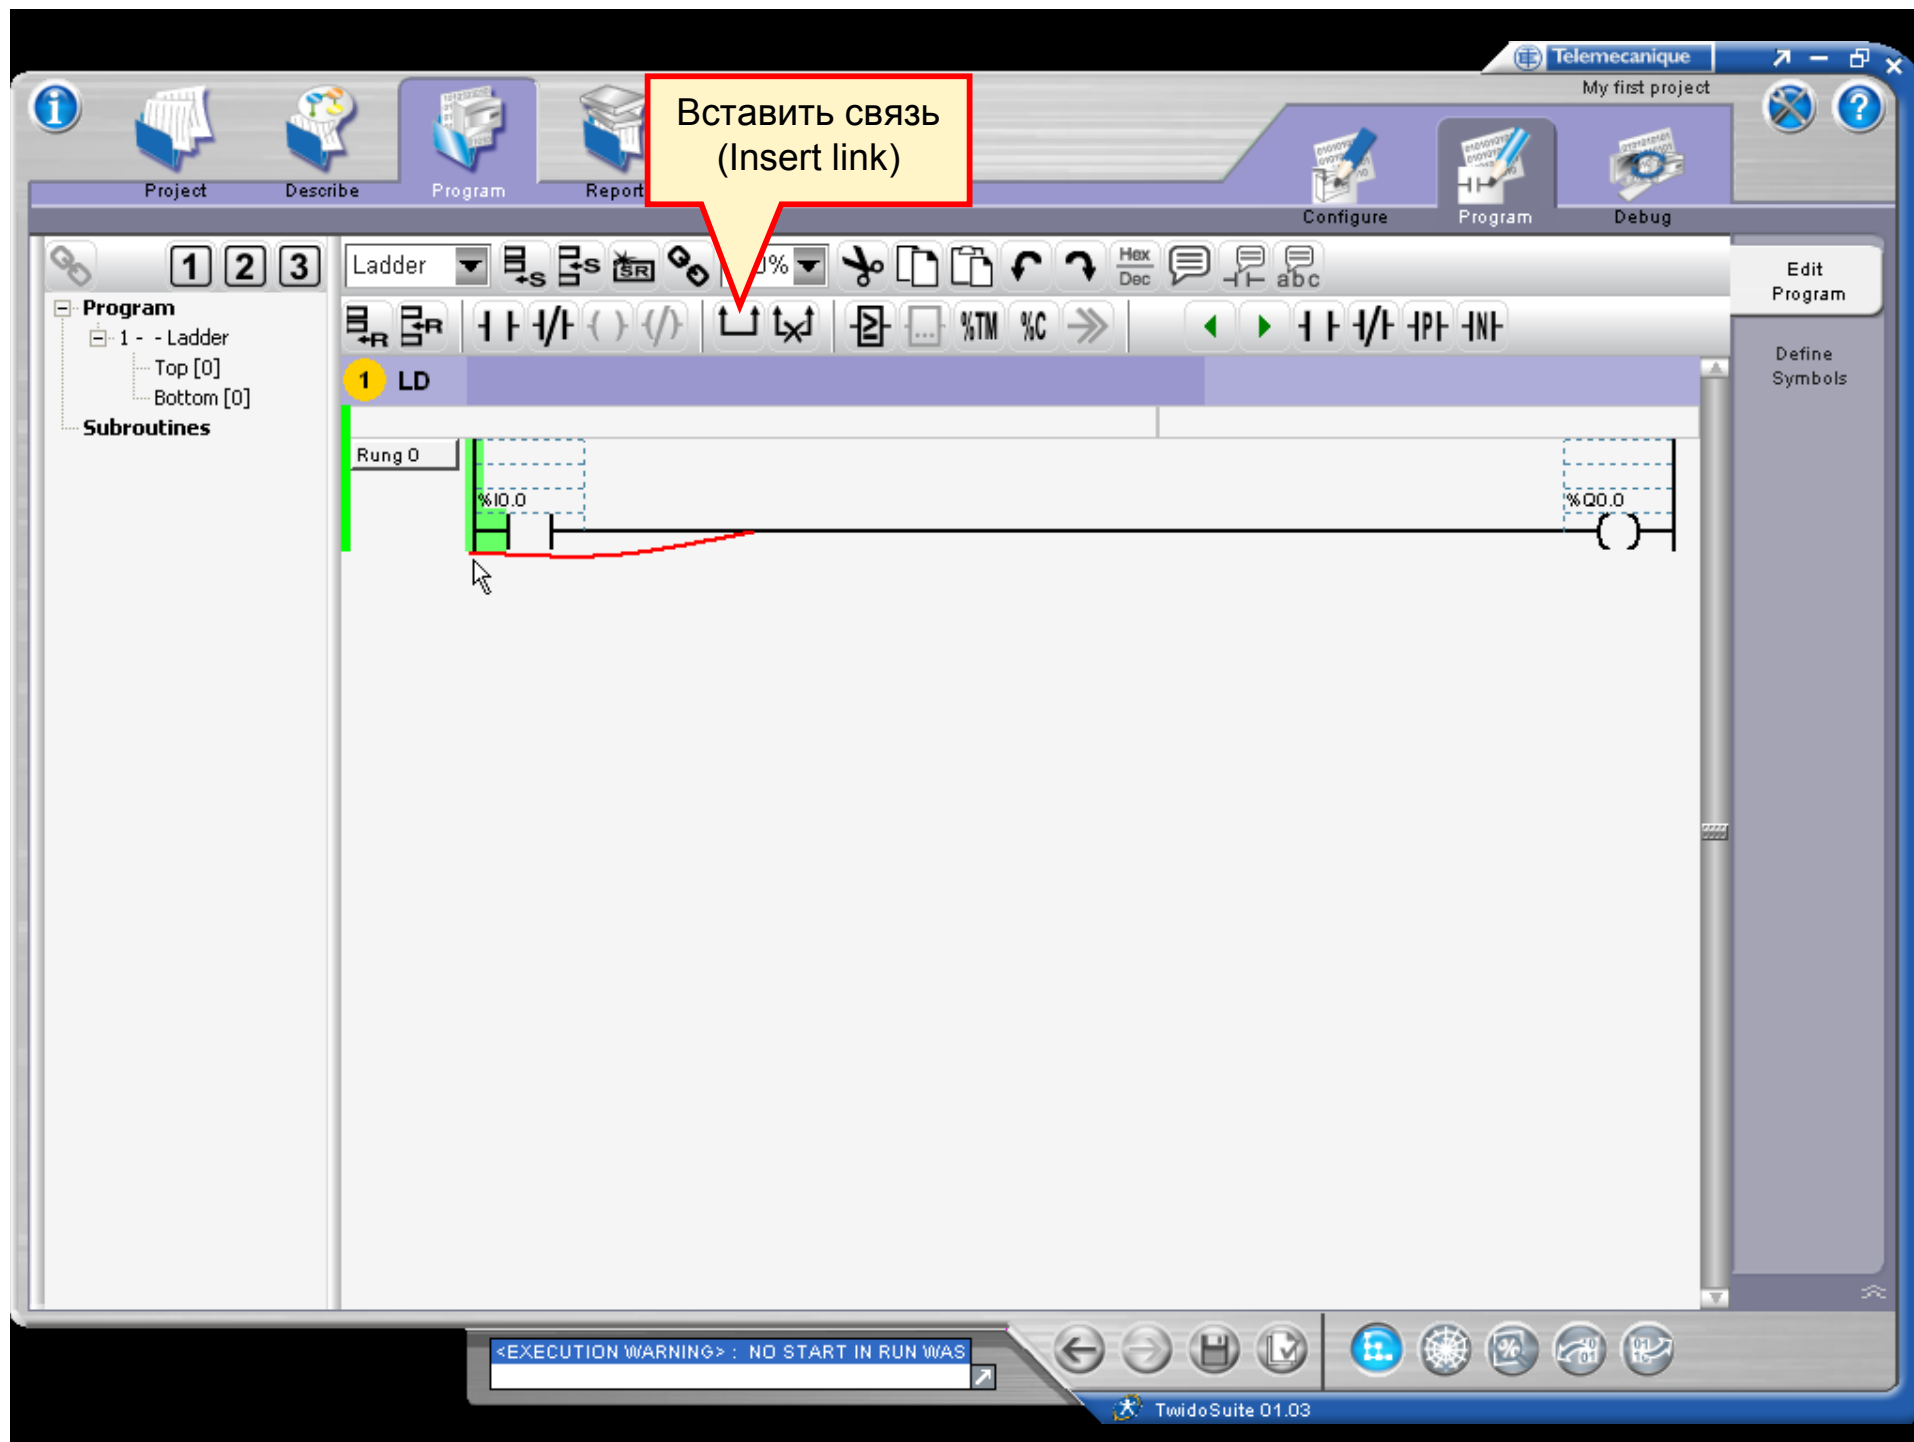 Telemecanique
My first project
Вставить связь
(Insert link)
Project
Describe
Program
Report
Configure
Program
Debug
1 2 3
Ladder
S
S
SR
%
Hex
Dec
abc
Edit
Program
R
R
%TM
%C
P
N
Program
1 - - Ladder
Top [0]
Bottom [0]
Subroutines
Define
Symbols
1 LD
Rung 0
%I0.0
%Q0.0
<EXECUTION WARNING> : NO START IN RUN WAS
TwidoSuite 01.03